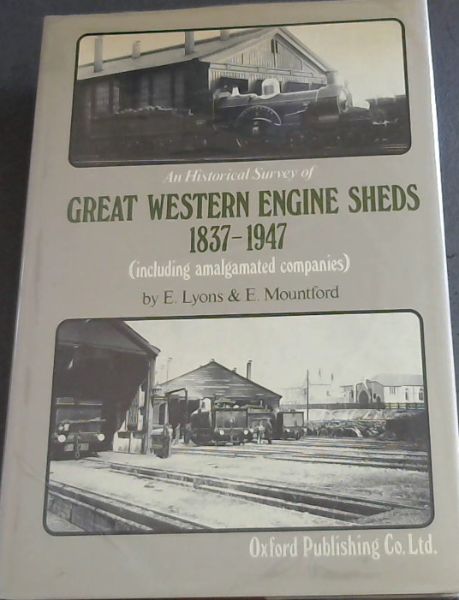 An Historical Survey of
GREAT WESTERN ENGINE SHEDS
1837-1947
(including amalgamated companies)
by E. Lyons & E. Mountford
Oxford Publishing Co. Ltd.